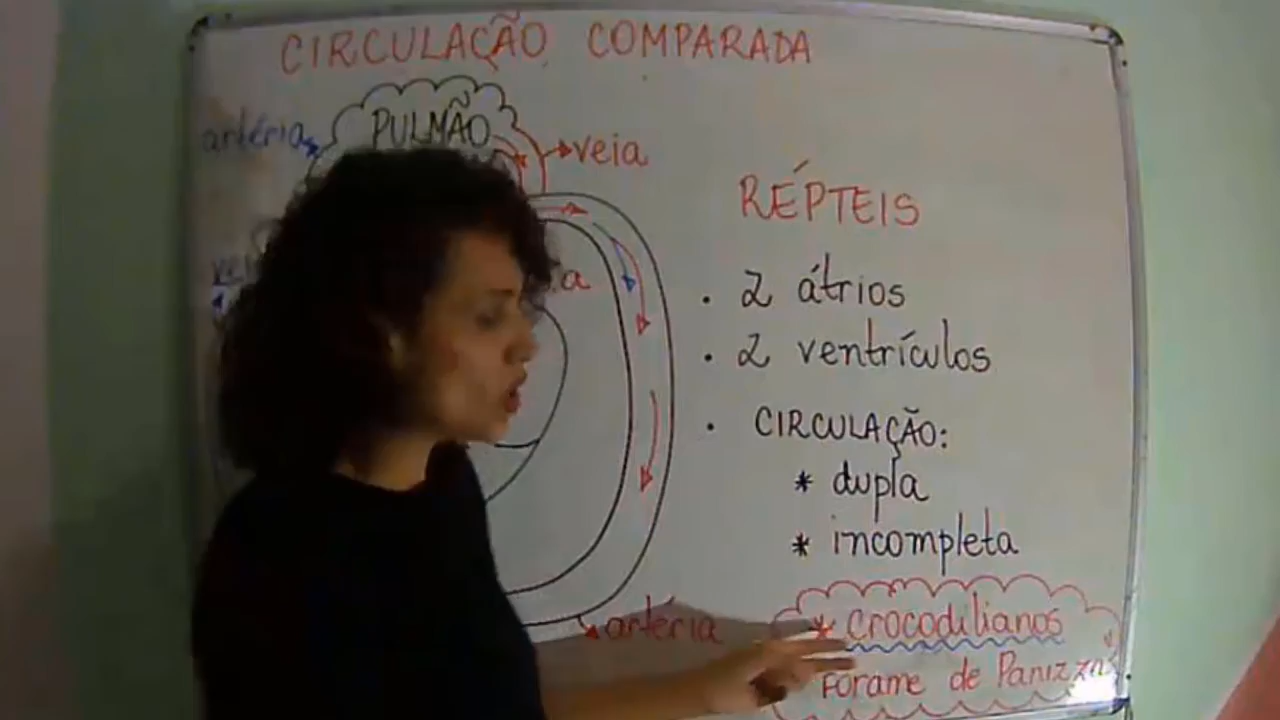 CIRCULAÇÃO COMPARADA
artéria
PULMÃO
veia
RÉPTEIS
. 2 átrios
. 2 ventrículos
. CIRCULAÇÃO:
* dupla
* incompleta
artéria
* crocodilianos
Forame de Panizza